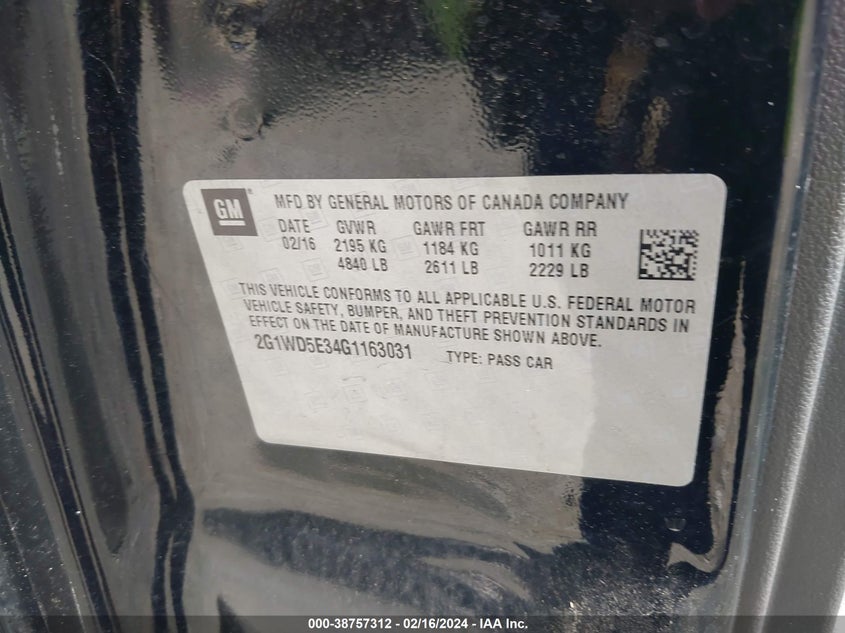 GM
MFD BY GENERAL MOTORS OF CANADA COMPANY
DATE GVWR GAWR FRT GAWR RR
02/16 2195 KG 1184 KG 1011 KG
4840 LB 2611 LB 2229 LB
THIS VEHICLE CONFORMS TO ALL APPLICABLE U.S. FEDERAL MOTOR
VEHICLE SAFETY, BUMPER, AND THEFT PREVENTION STANDARDS IN
EFFECT ON THE DATE OF MANUFACTURE SHOWN ABOVE.
2G1WD5E34G1163031 TYPE: PASS CAR
000-38757312 / 02/16/2024 - IAA Inc.